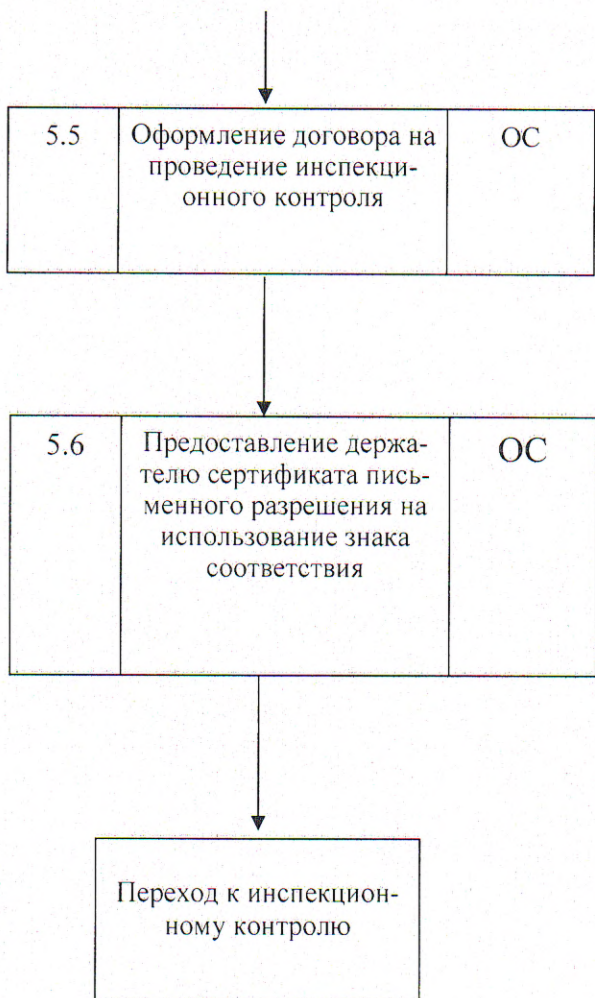 5.5 Оформление договора на ОС
проведение инспекци-
онного контроля
5.6 Предоставление держа- ОС
телю сертификата пись-
менного разрешения на
использование знака
соответствия
Переход к инспекцион-
ному контролю